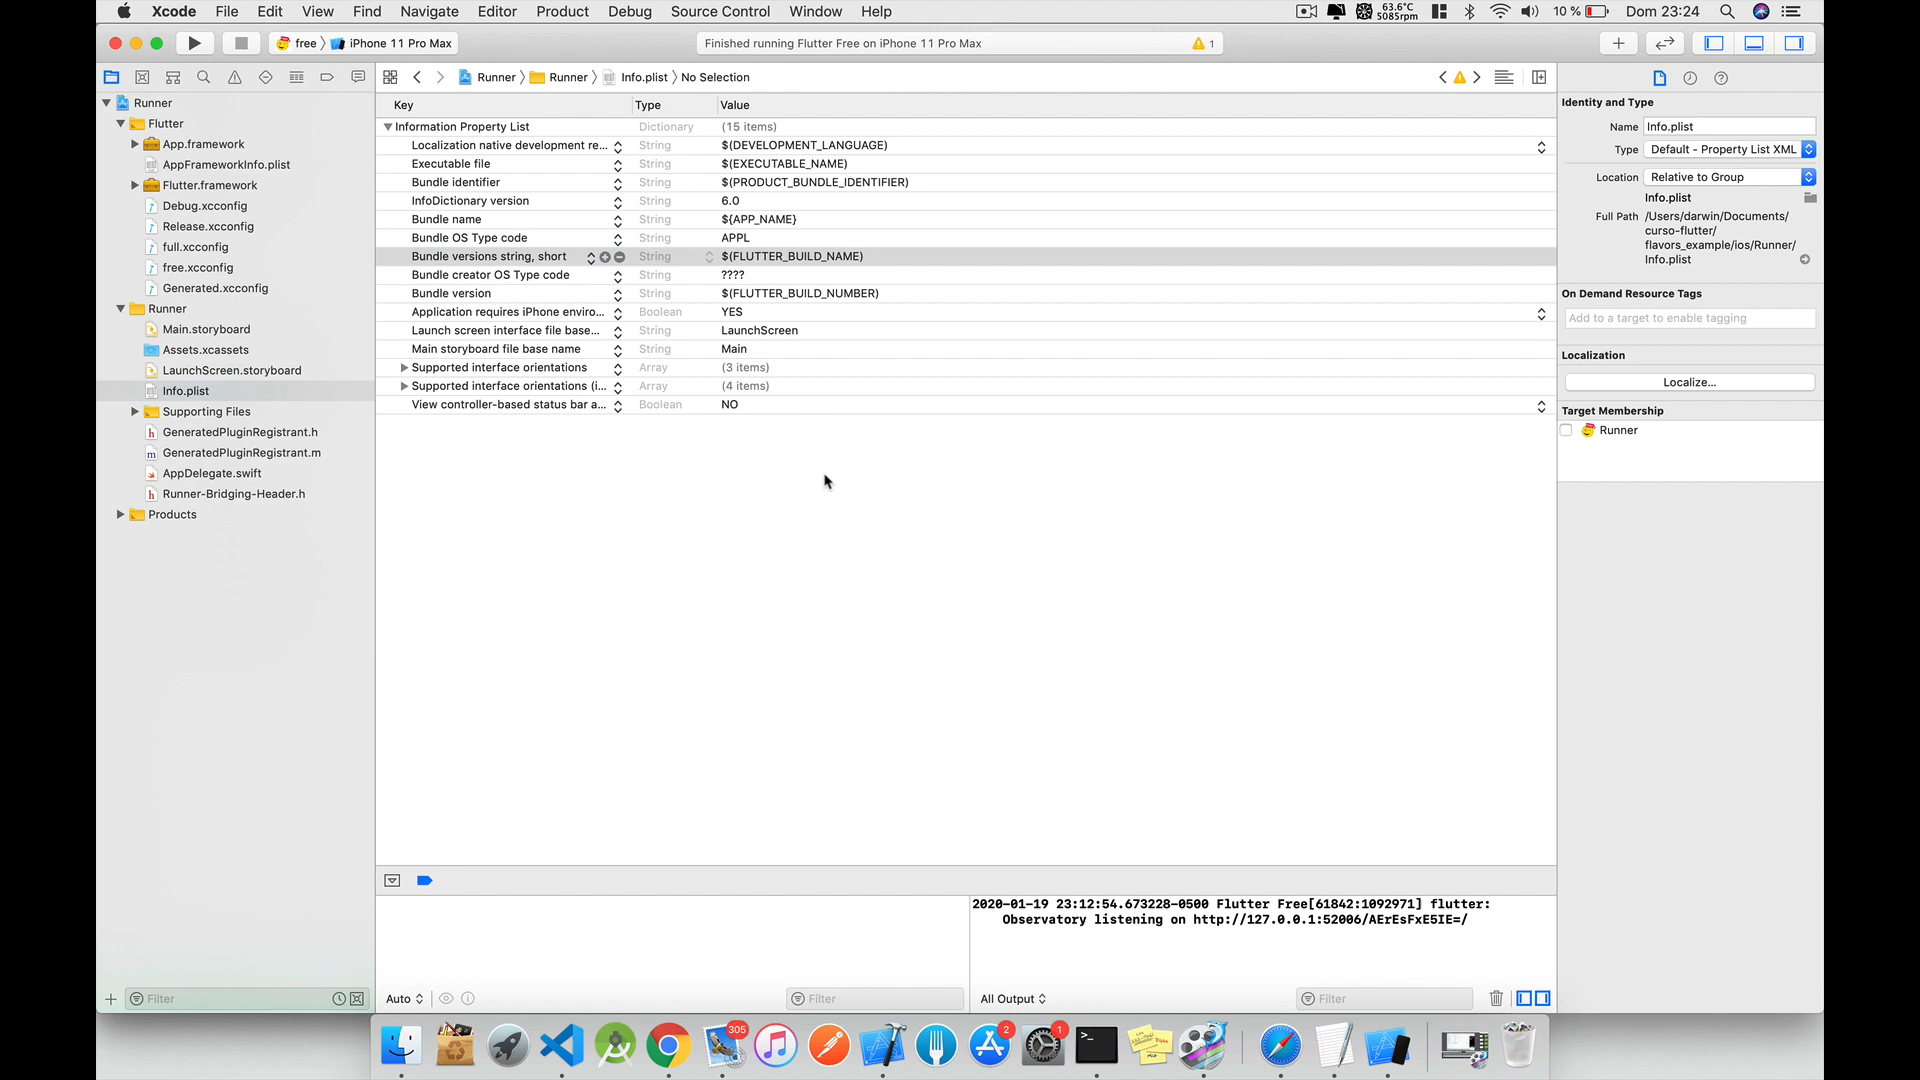 Xcode File Edit View Find Navigate Editor Product Debug Source Control Window Help
63.6°C
5085rpm
10 % Dom 23:24
free iPhone 11 Pro Max
Finished running Flutter Free on iPhone 11 Pro Max
1
Runner Runner Info.plist No Selection
Runner
Flutter
App.framework
AppFrameworkInfo.plist
Flutter.framework
Debug.xcconfig
Release.xcconfig
full.xcconfig
free.xcconfig
Generated.xcconfig
Runner
Main.storyboard
Assets.xcassets
LaunchScreen.storyboard
Info.plist
Supporting Files
GeneratedPluginRegistrant.h
GeneratedPluginRegistrant.m
AppDelegate.swift
Runner-Bridging-Header.h
Products
Filter
Key Type Value
Information Property List Dictionary (15 items)
Localization native development re... String $(DEVELOPMENT_LANGUAGE)
Executable file String $(EXECUTABLE_NAME)
Bundle identifier String $(PRODUCT_BUNDLE_IDENTIFIER)
InfoDictionary version String 6.0
Bundle name String ${APP_NAME}
Bundle OS Type code String APPL
Bundle versions string, short String $(FLUTTER_BUILD_NAME)
Bundle creator OS Type code String ????
Bundle version String $(FLUTTER_BUILD_NUMBER)
Application requires iPhone enviro... Boolean YES
Launch screen interface file base... String LaunchScreen
Main storyboard file base name String Main
Supported interface orientations Array (3 items)
Supported interface orientations (i... Array (4 items)
View controller-based status bar a... Boolean NO
Identity and Type
Name Info.plist
Type Default - Property List XML
Location Relative to Group
Info.plist
Full Path /Users/darwin/Documents/
curso-flutter/
flavors_example/ios/Runner/
Info.plist
On Demand Resource Tags
Add to a target to enable tagging
Localization
Localize...
Target Membership
Runner
2020-01-19 23:12:54.673228-0500 Flutter Free[61842:1092971] flutter:
Observatory listening on http://127.0.0.1:52006/AErEsFxE5IE=/
Auto Filter
All Output Filter
305
2
1